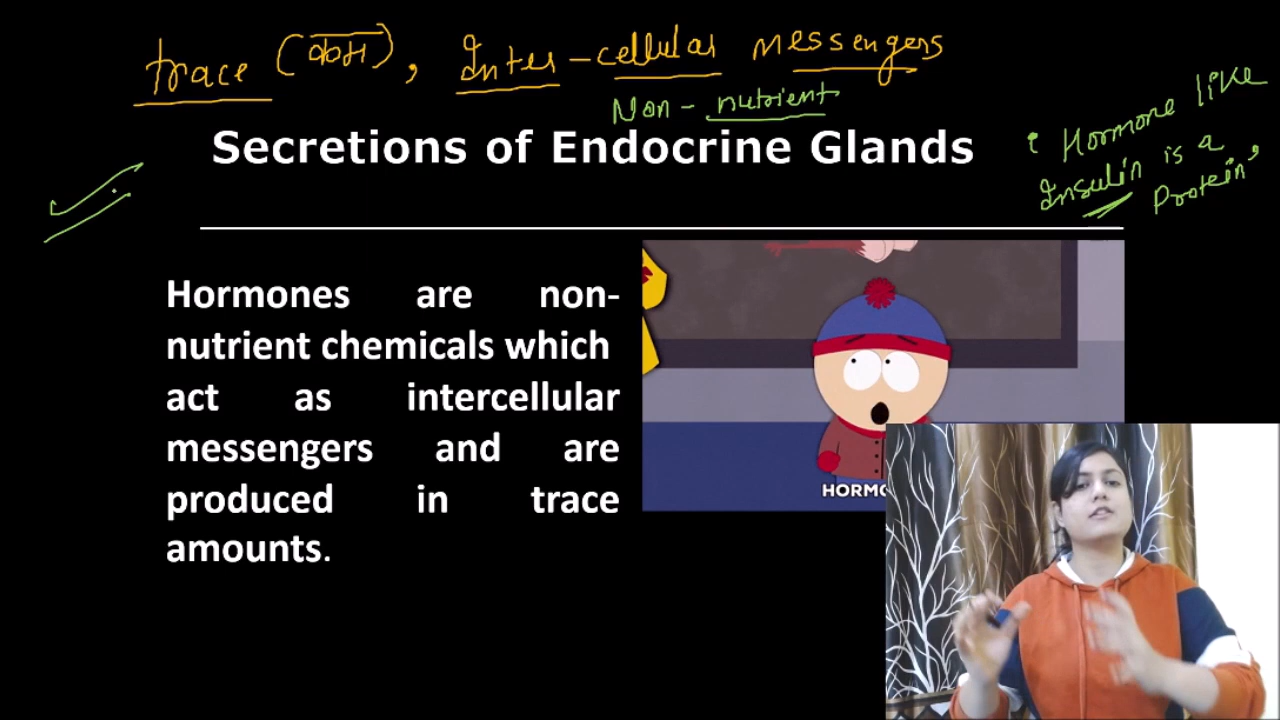 trace (कम), Inter-cellular messengers
Non-nutrient
Secretions of Endocrine Glands
• Hormone like
Insulin is a
Protein,
Hormones are non-
nutrient chemicals which
act as intercellular
messengers and are
produced in trace
amounts.
HORMO